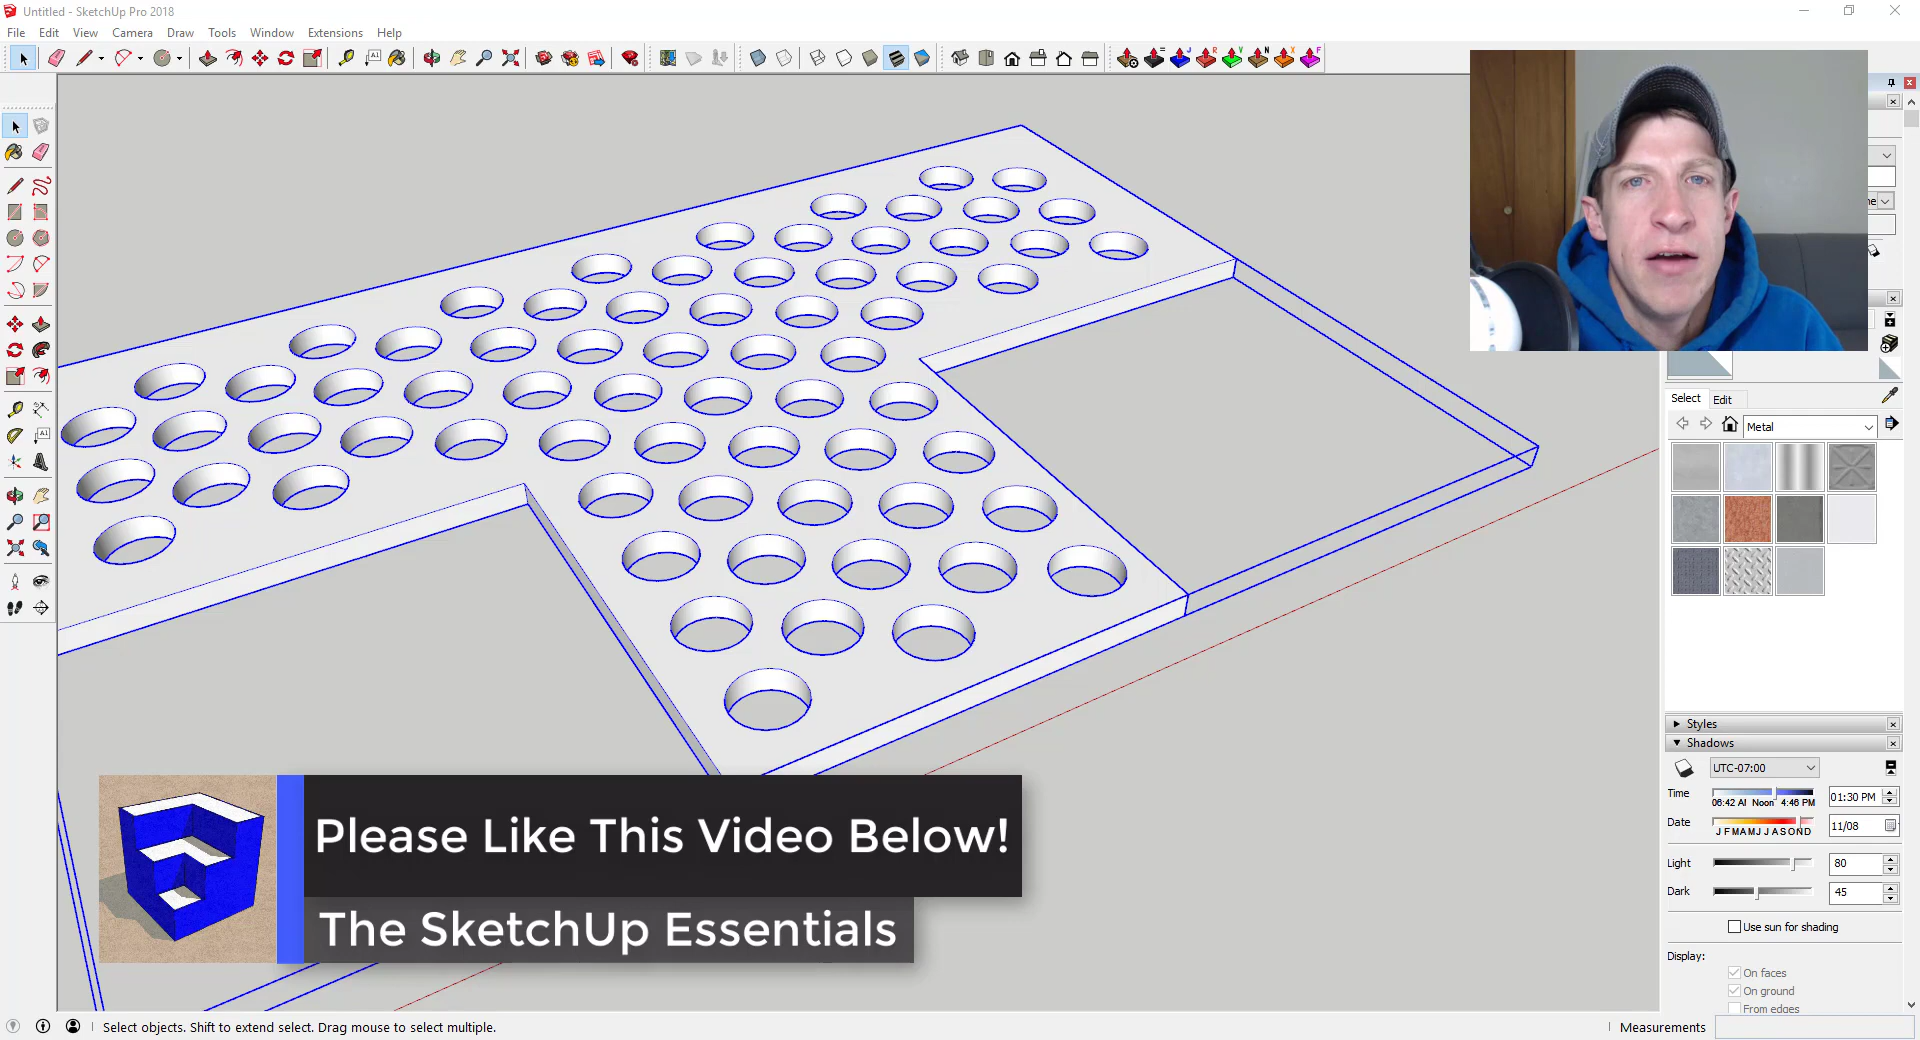 Untitled - SketchUp Pro 2018
File Edit View Camera Draw Tools Window Extensions Help
Select Edit
Metal
Styles
Shadows
UTC-07:00
Time 06:42 AI Noon 4:46 PM 01:30 PM
Date J F M A M J J A S O N D 11/08
Light 80
Dark 45
Use sun for shading
Display:
On faces
On ground
From edges
Please Like This Video Below!
The SketchUp Essentials
Select objects. Shift to extend select. Drag mouse to select multiple.
Measurements